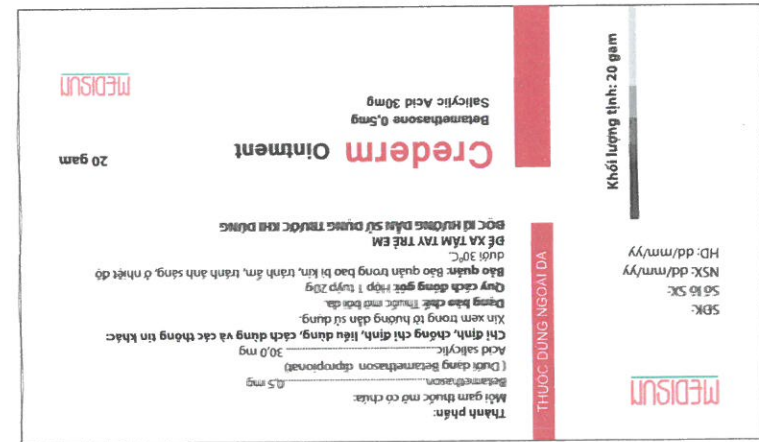 MEDISUN
20 gam
Crederm Ointment
Betamethasone 0,5mg
Salicylic Acid 30mg
Khối lượng tịnh: 20 gam
THUỐC DÙNG NGOÀI DA
Thành phần:
Mỗi gam thuốc mỡ có chứa:
Betamethason 0,5 mg
( Dưới dạng Betamethason dipropionat)
Acid salicylic 30,0 mg
Chỉ định, chống chỉ định, liều dùng, cách dùng và các thông tin khác:
Xin xem trong tờ hướng dẫn sử dụng.
Dạng bào chế: Thuốc mỡ bôi da.
Quy cách đóng gói: Hộp 1 tuýp 20g
Bảo quản: Bảo quản trong bao bì kín, tránh ẩm, tránh ánh sáng, ở nhiệt độ
dưới 30°C.
ĐỂ XA TẦM TAY TRẺ EM
ĐỌC KĨ HƯỚNG DẪN SỬ DỤNG TRƯỚC KHI DÙNG
MEDISUN
SĐK:
Số lô SX:
NSX: dd/mm/yy
HD: dd/mm/yy